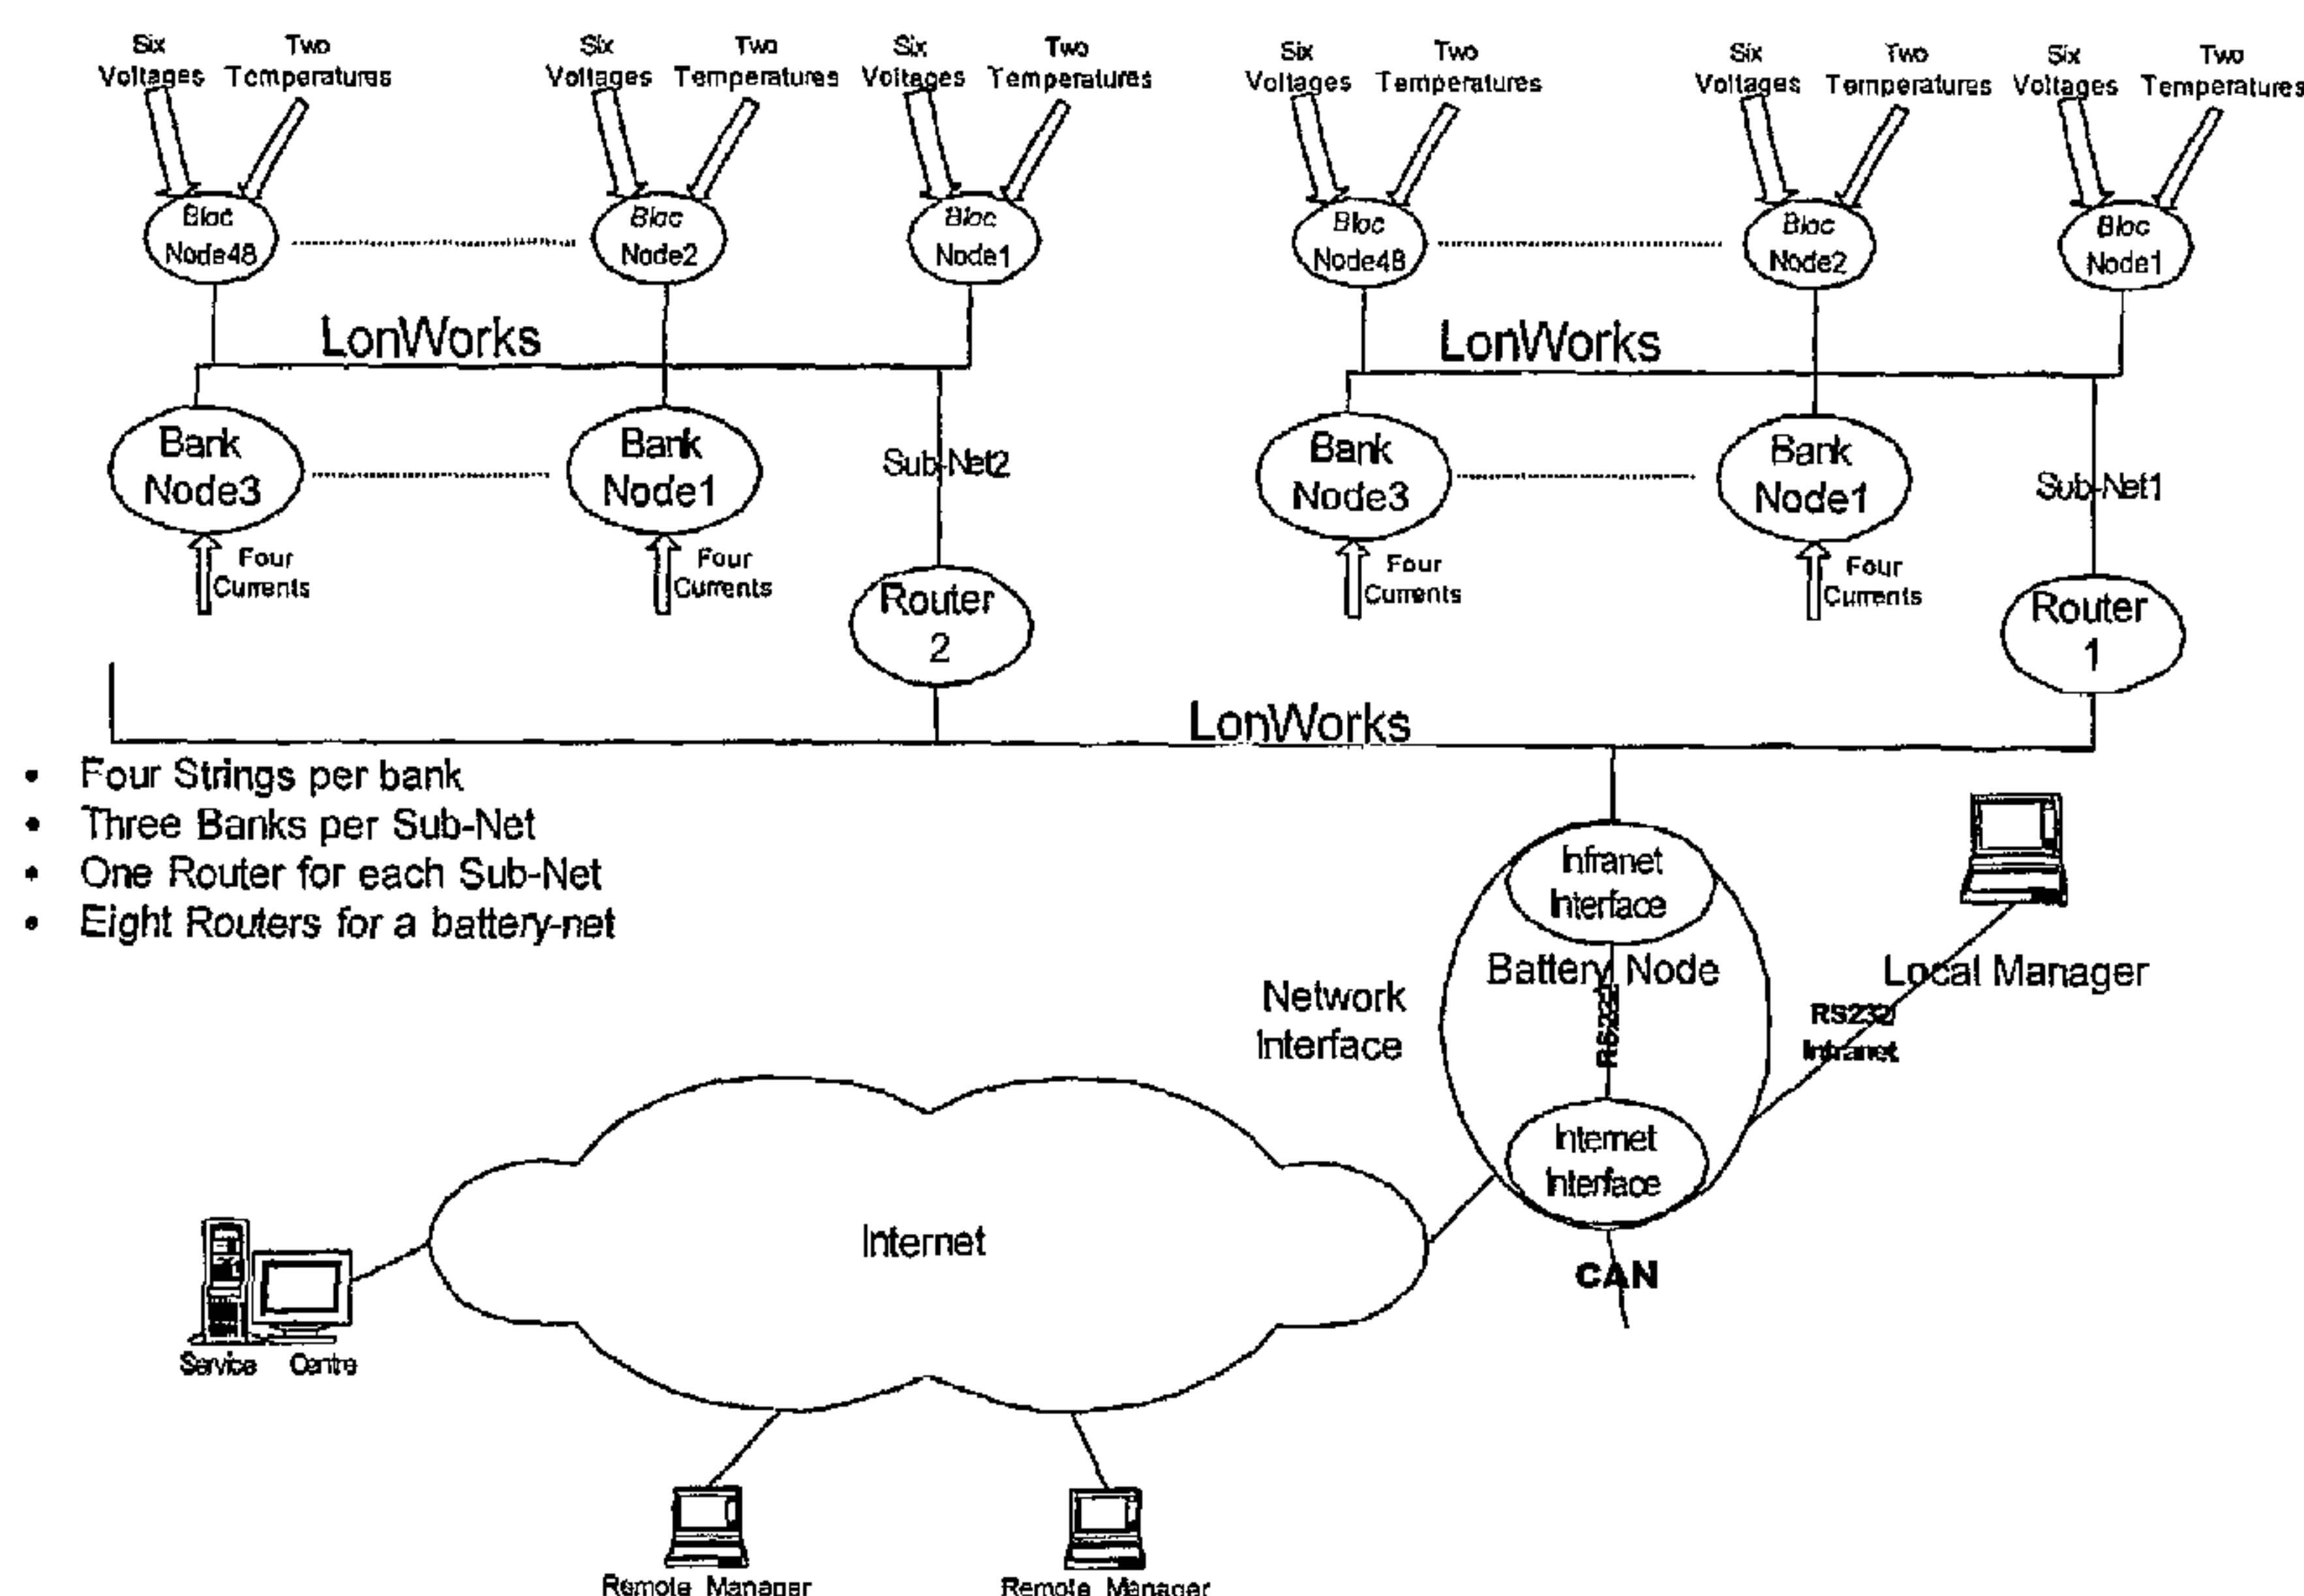 Six Two
Voltages Temperatures
Six Two
Voltages Temperatures
Six Two
Voltages Temperatures
Six Two
Voltages Temperatures
Six Two
Voltages Temperatures
Six Two
Voltages Temperatures
Bloc
Node48
Bloc
Node2
Bloc
Node1
Bloc
Node48
Bloc
Node2
Bloc
Node1
LonWorks
LonWorks
Bank
Node3
Bank
Node1
Sub-Net2
Bank
Node3
Bank
Node1
Sub-Net1
Four
Currents
Four
Currents
Four
Currents
Four
Currents
Router
2
Router
1
LonWorks
• Four Strings per bank
• Three Banks per Sub-Net
• One Router for each Sub-Net
• Eight Routers for a battery-net
Infranet
Interface
Battery Node
RS232
Network
Interface
Local Manager
RS232/
Intranet
Internet
Interface
CAN
Internet
Service Centre
Remote Manager
Remote Manager